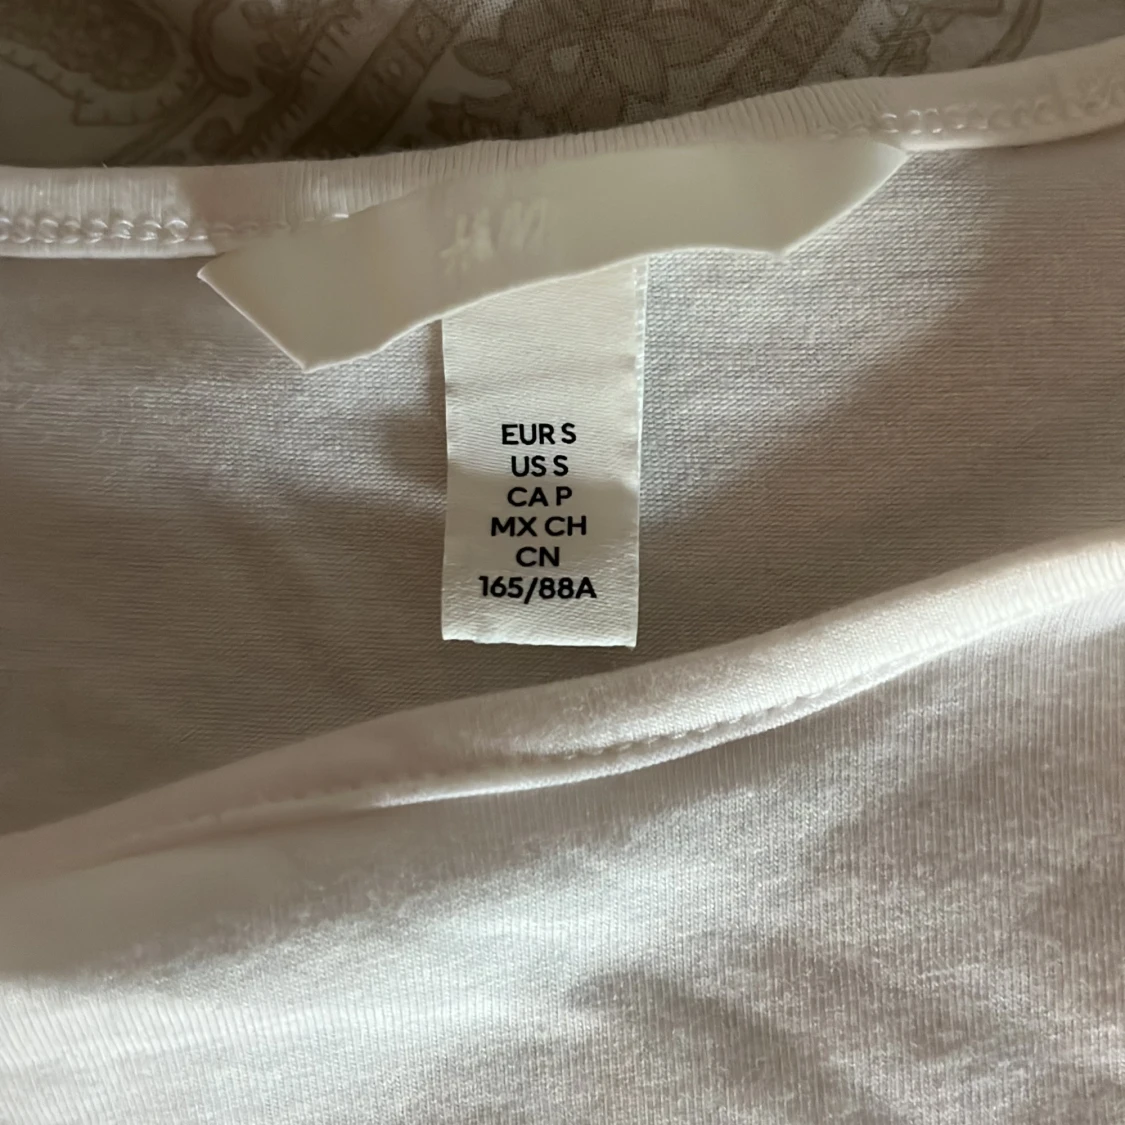 H&M
EUR S
US S
CA P
MX CH
CN
165/88A